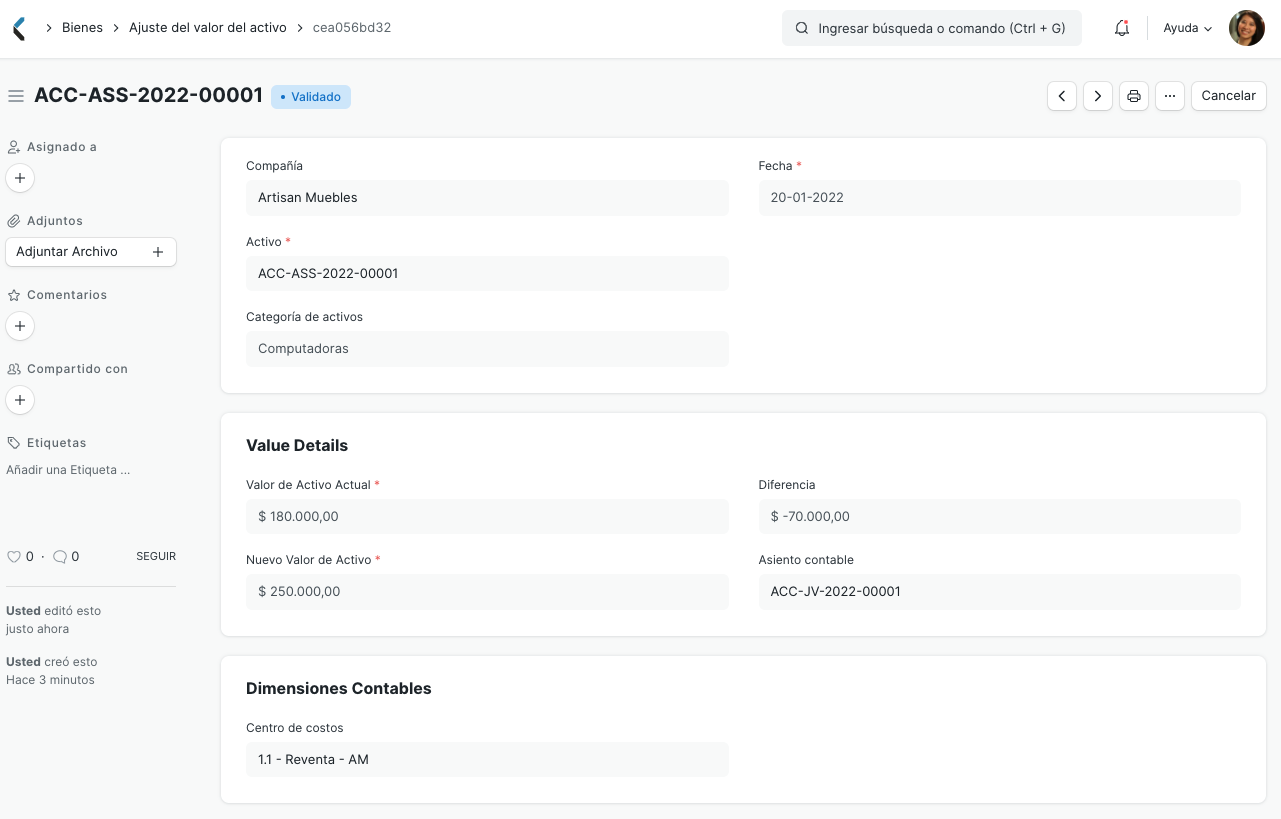 Bienes
Ajuste del valor del activo
cea056bd32
Ingresar búsqueda o comando (Ctrl + G)
Ayuda
ACC-ASS-2022-00001
Validado
Cancelar
Asignado a
Adjuntos
Adjuntar Archivo
Comentarios
Compartido con
Etiquetas
Añadir una Etiqueta ...
0 · 0 SEGUIR
Usted editó esto
justo ahora
Usted creó esto
Hace 3 minutos
Compañía
Artisan Muebles
Fecha *
20-01-2022
Activo *
ACC-ASS-2022-00001
Categoría de activos
Computadoras
Value Details
Valor de Activo Actual *
$ 180.000,00
Diferencia
$ -70.000,00
Nuevo Valor de Activo *
$ 250.000,00
Asiento contable
ACC-JV-2022-00001
Dimensiones Contables
Centro de costos
1.1 - Reventa - AM